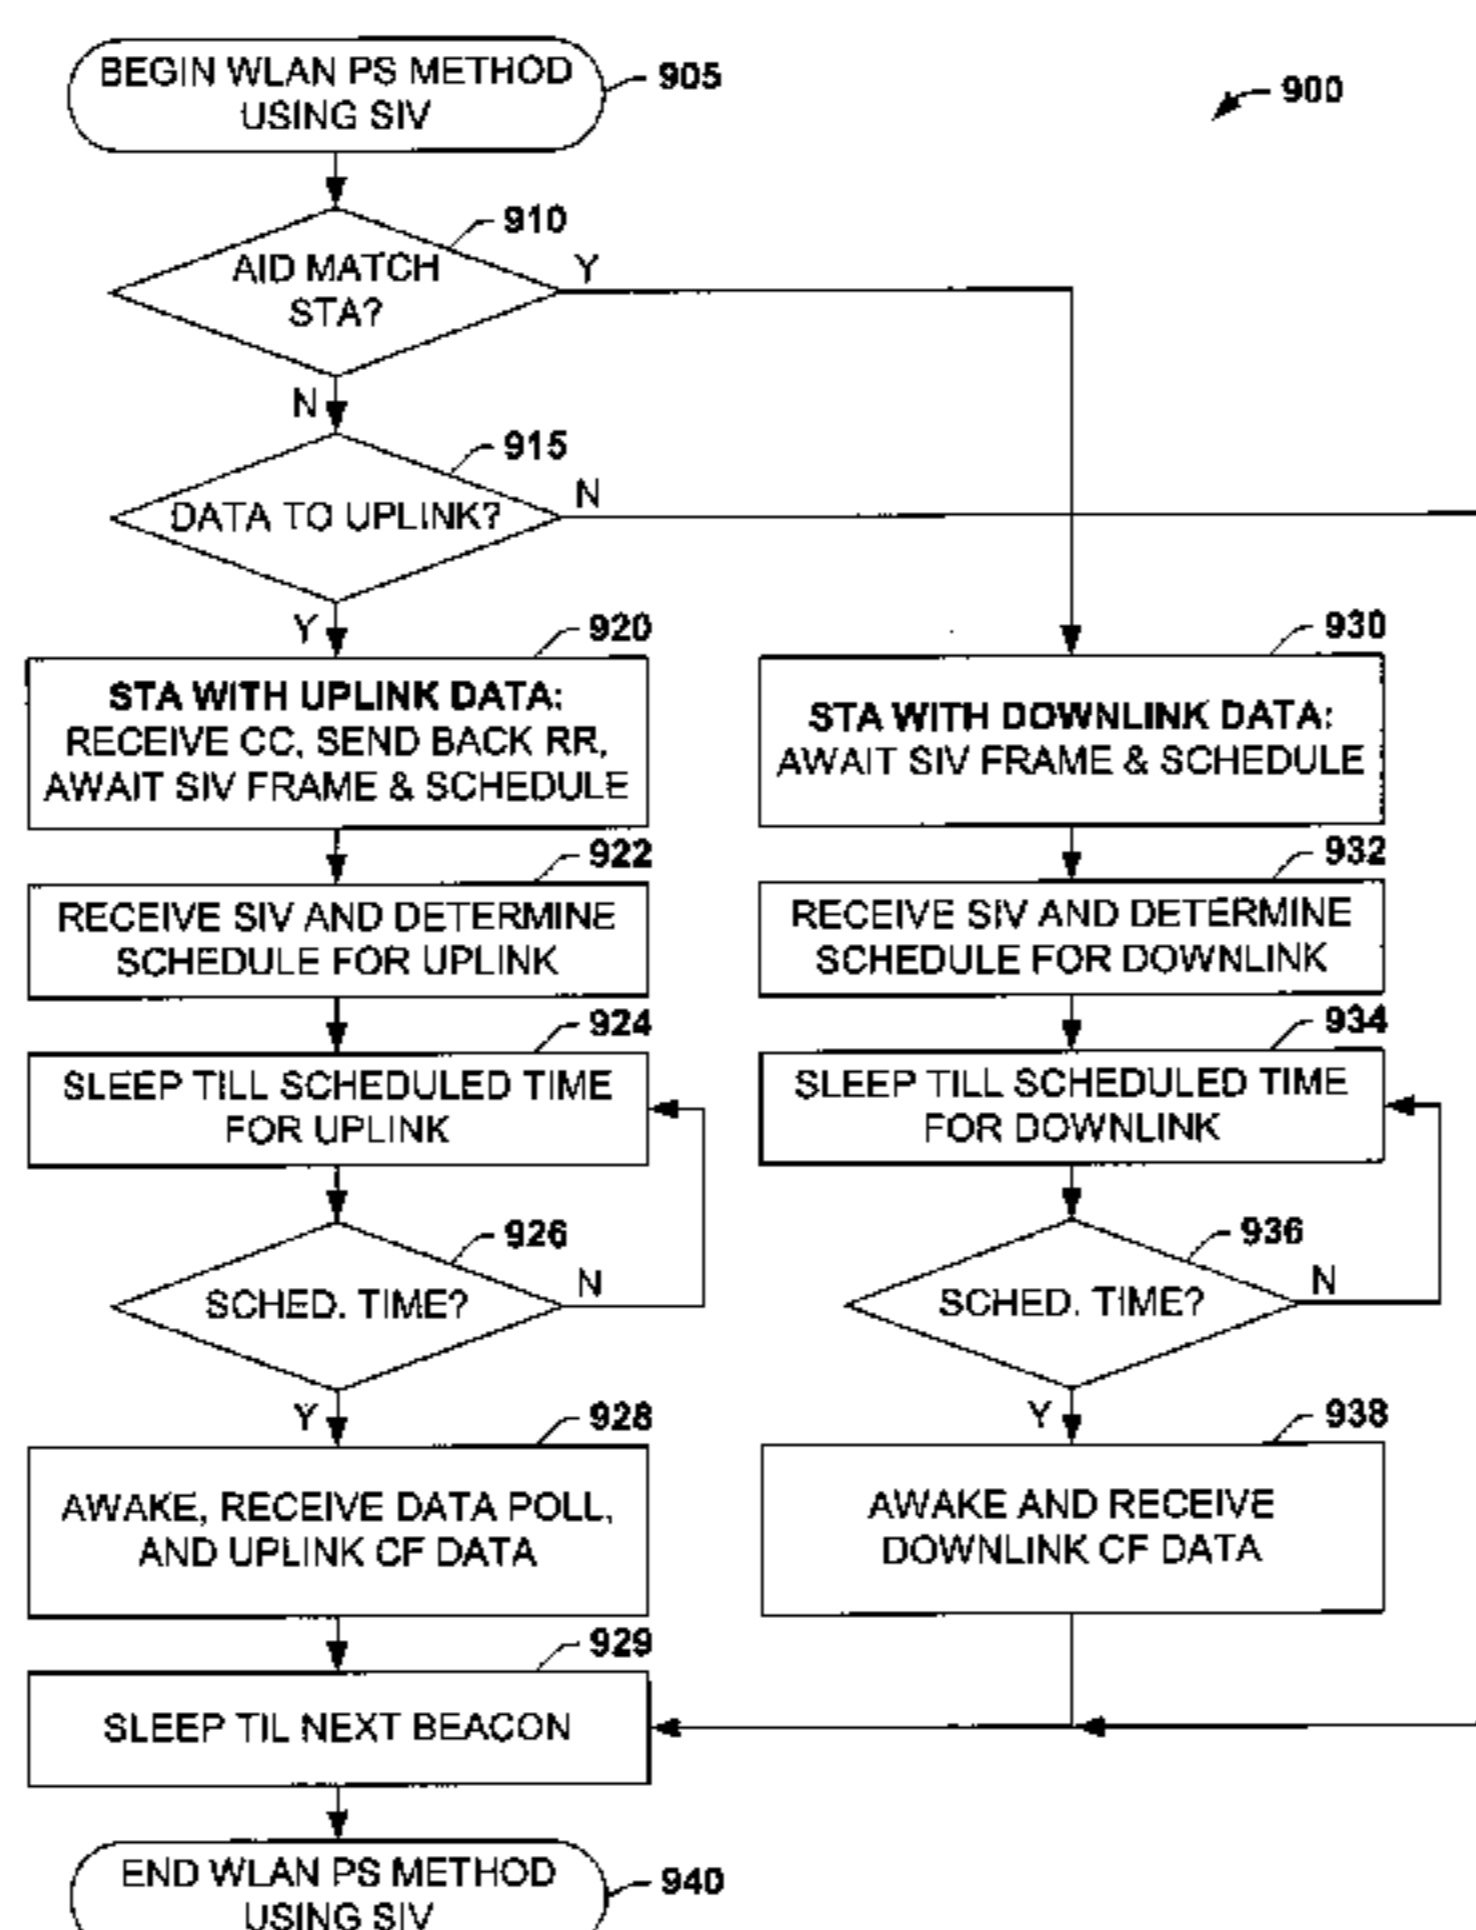 BEGIN WLAN PS METHOD
USING SIV
905
900
910
AID MATCH
STA?
Y
N
915
DATA TO UPLINK?
N
Y
920
STA WITH UPLINK DATA:
RECEIVE CC, SEND BACK RR,
AWAIT SIV FRAME & SCHEDULE
930
STA WITH DOWNLINK DATA:
AWAIT SIV FRAME & SCHEDULE
922
RECEIVE SIV AND DETERMINE
SCHEDULE FOR UPLINK
932
RECEIVE SIV AND DETERMINE
SCHEDULE FOR DOWNLINK
924
SLEEP TILL SCHEDULED TIME
FOR UPLINK
934
SLEEP TILL SCHEDULED TIME
FOR DOWNLINK
926
SCHED. TIME?
N
Y
936
SCHED. TIME?
N
Y
928
AWAKE, RECEIVE DATA POLL,
AND UPLINK CF DATA
938
AWAKE AND RECEIVE
DOWNLINK CF DATA
929
SLEEP TIL NEXT BEACON
END WLAN PS METHOD
USING SIV
940